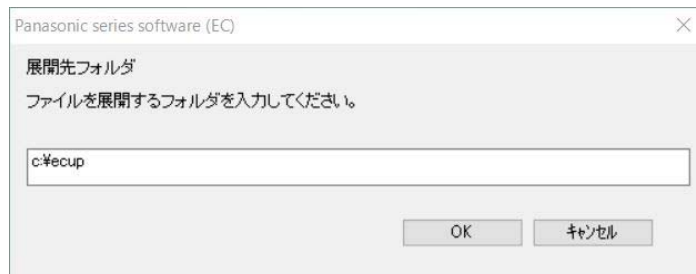 Panasonic series software (EC)
展開先フォルダ
ファイルを展開するフォルダを入力してください。
c:¥ecup
OK
キャンセル